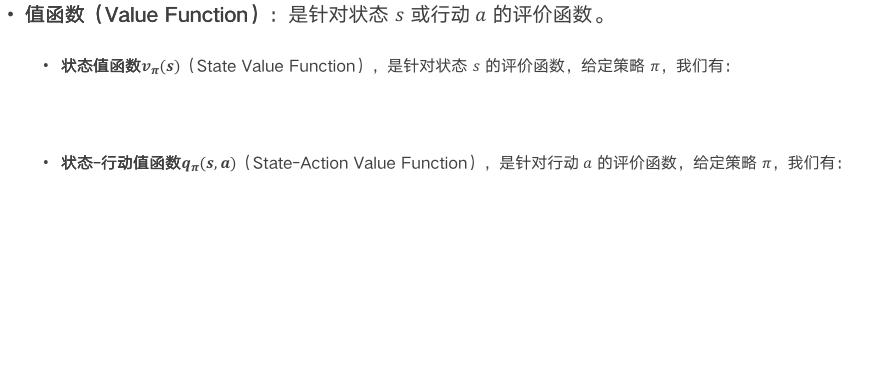 • 值函数（Value Function）：是针对状态 s 或行动 a 的评价函数。
• 状态值函数vπ(s)（State Value Function），是针对状态 s 的评价函数，给定策略 π，我们有：
• 状态-行动值函数qπ(s, a)（State-Action Value Function），是针对行动 a 的评价函数，给定策略 π，我们有：